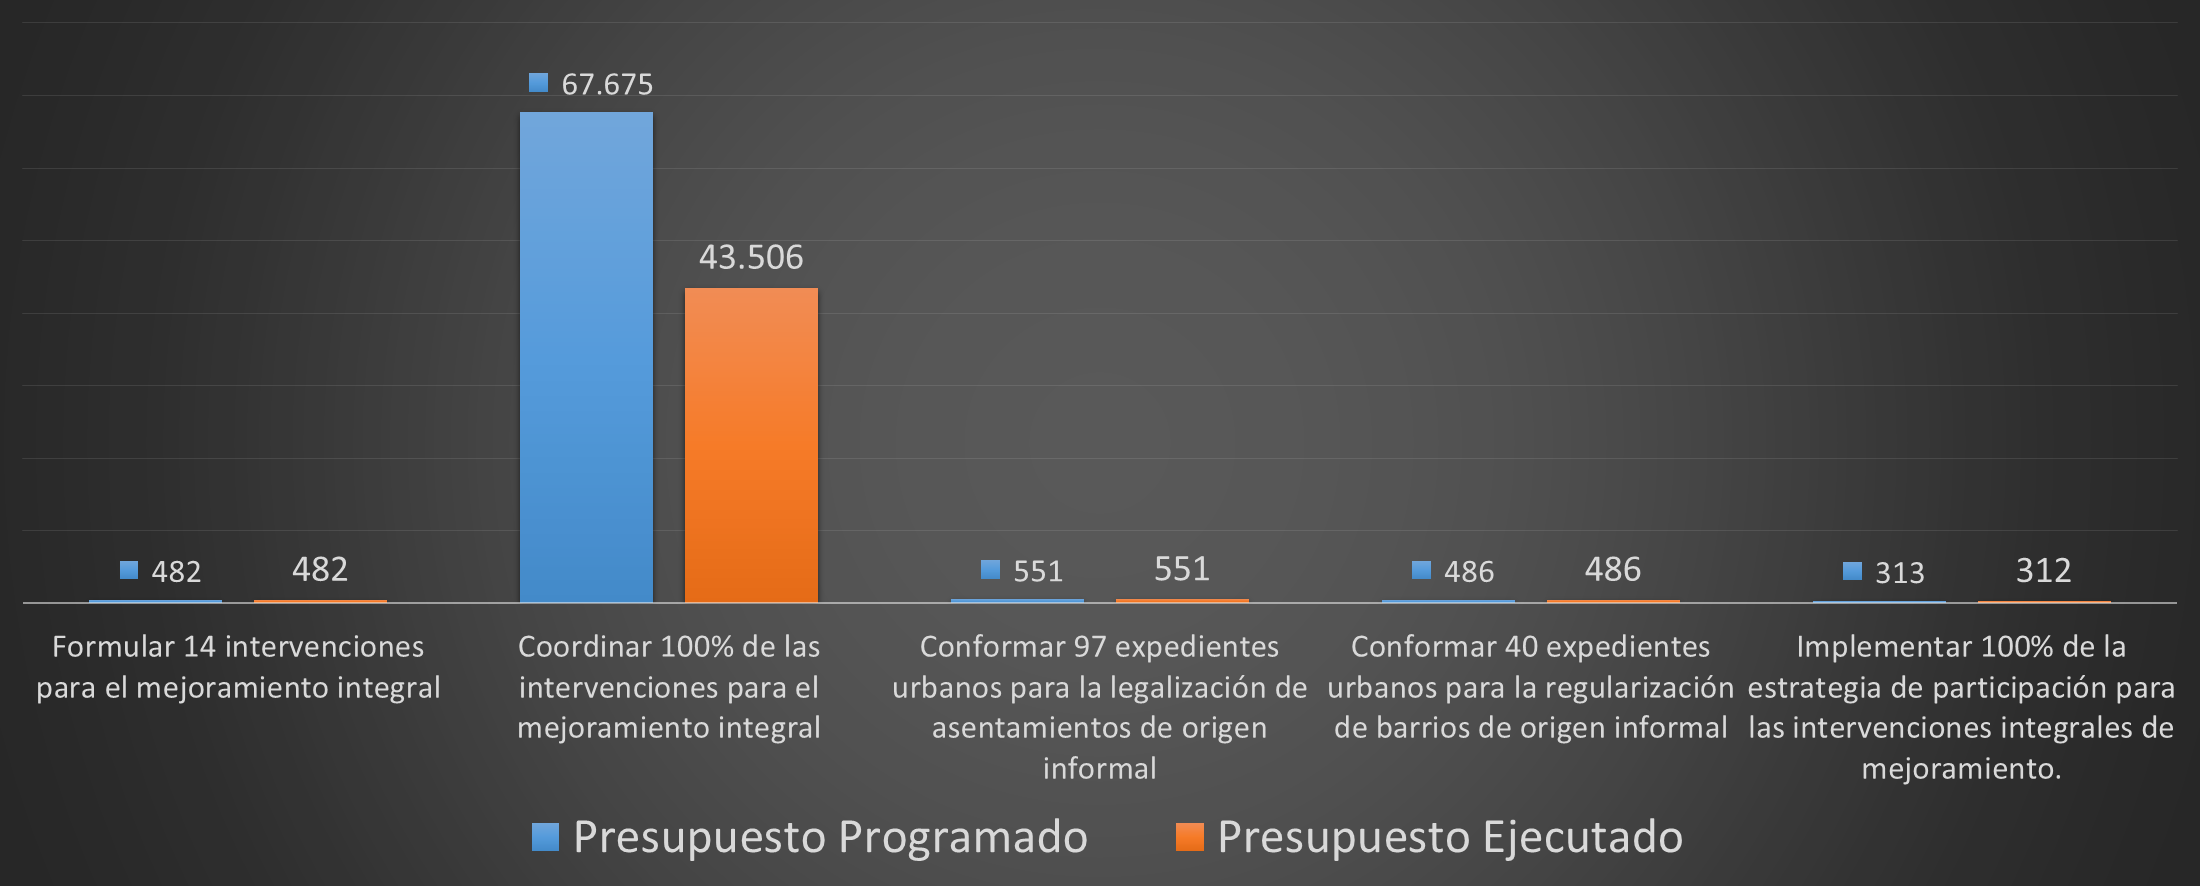 67.675
43.506
482
482
551
551
486
486
313
312
Formular 14 intervenciones
para el mejoramiento integral
Coordinar 100% de las
intervenciones para el
mejoramiento integral
Conformar 97 expedientes
urbanos para la legalización de
asentamientos de origen
informal
Conformar 40 expedientes
urbanos para la regularización
de barrios de origen informal
Implementar 100% de la
estrategia de participación para
las intervenciones integrales de
mejoramiento.
Presupuesto Programado
Presupuesto Ejecutado